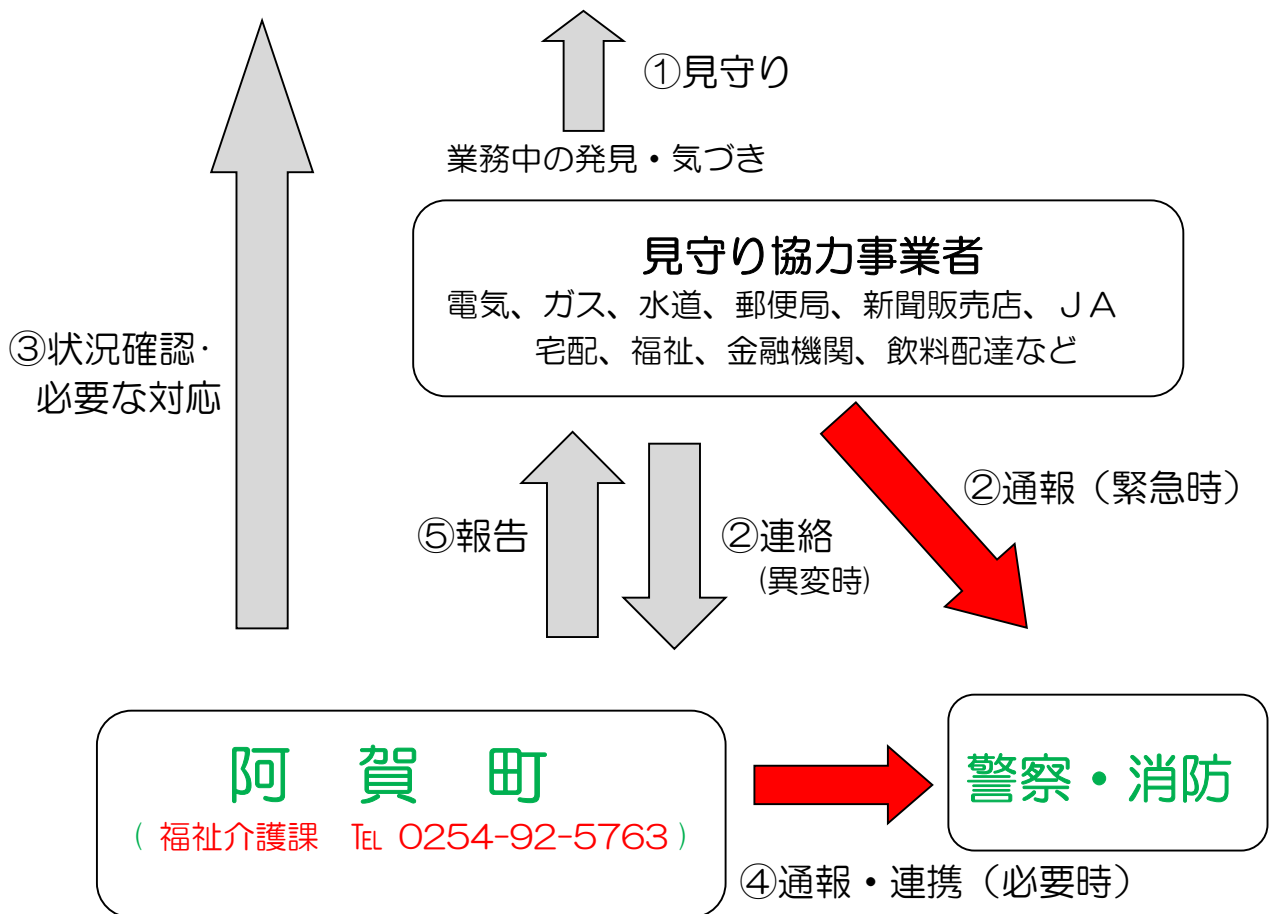 ①見守り
業務中の発見・気づき
見守り協力事業者
電気、ガス、水道、郵便局、新聞販売店、ＪＡ
宅配、福祉、金融機関、飲料配達など
③状況確認・
必要な対応
②通報（緊急時）
⑤報告
②連絡
(異変時)
阿　賀　町
（ 福祉介護課　℡ 0254-92-5763）
警察・消防
④通報・連携（必要時）